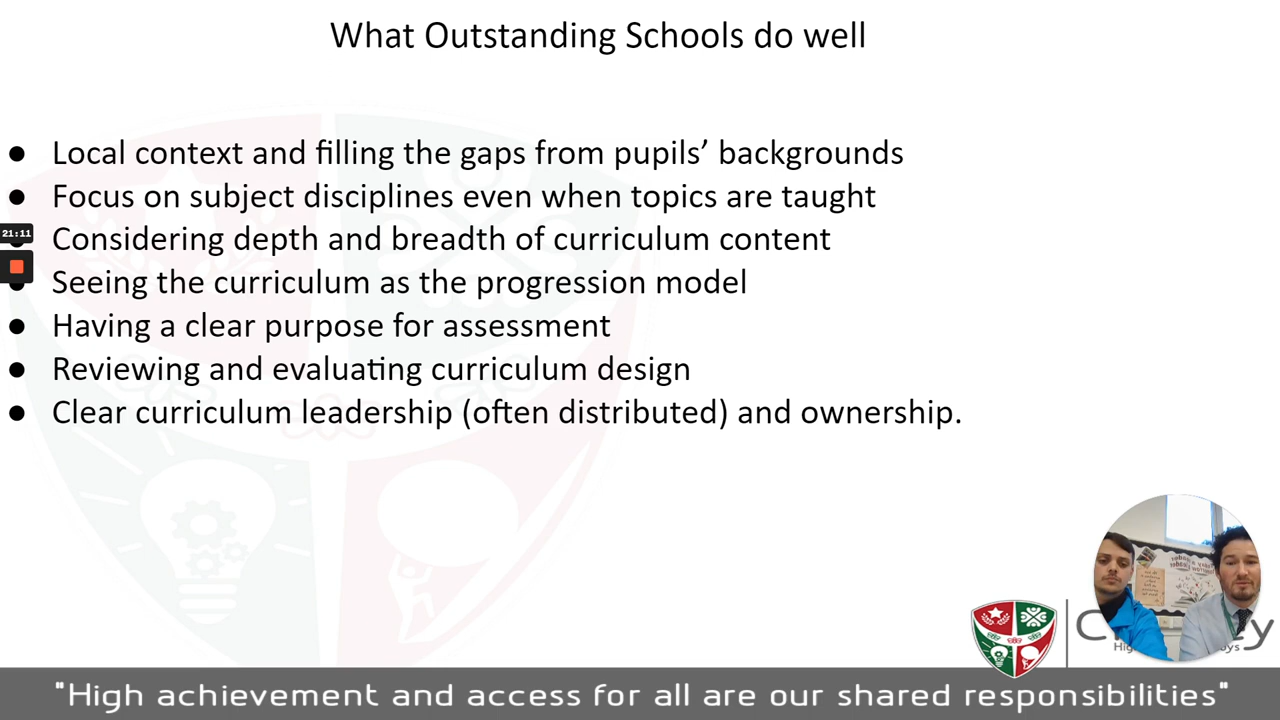 What Outstanding Schools do well
● Local context and filling the gaps from pupils’ backgrounds
● Focus on subject disciplines even when topics are taught
21:11
Considering depth and breadth of curriculum content
● Seeing the curriculum as the progression model
● Having a clear purpose for assessment
● Reviewing and evaluating curriculum design
● Clear curriculum leadership (often distributed) and ownership.
"High achievement and access for all are our shared responsibilities"